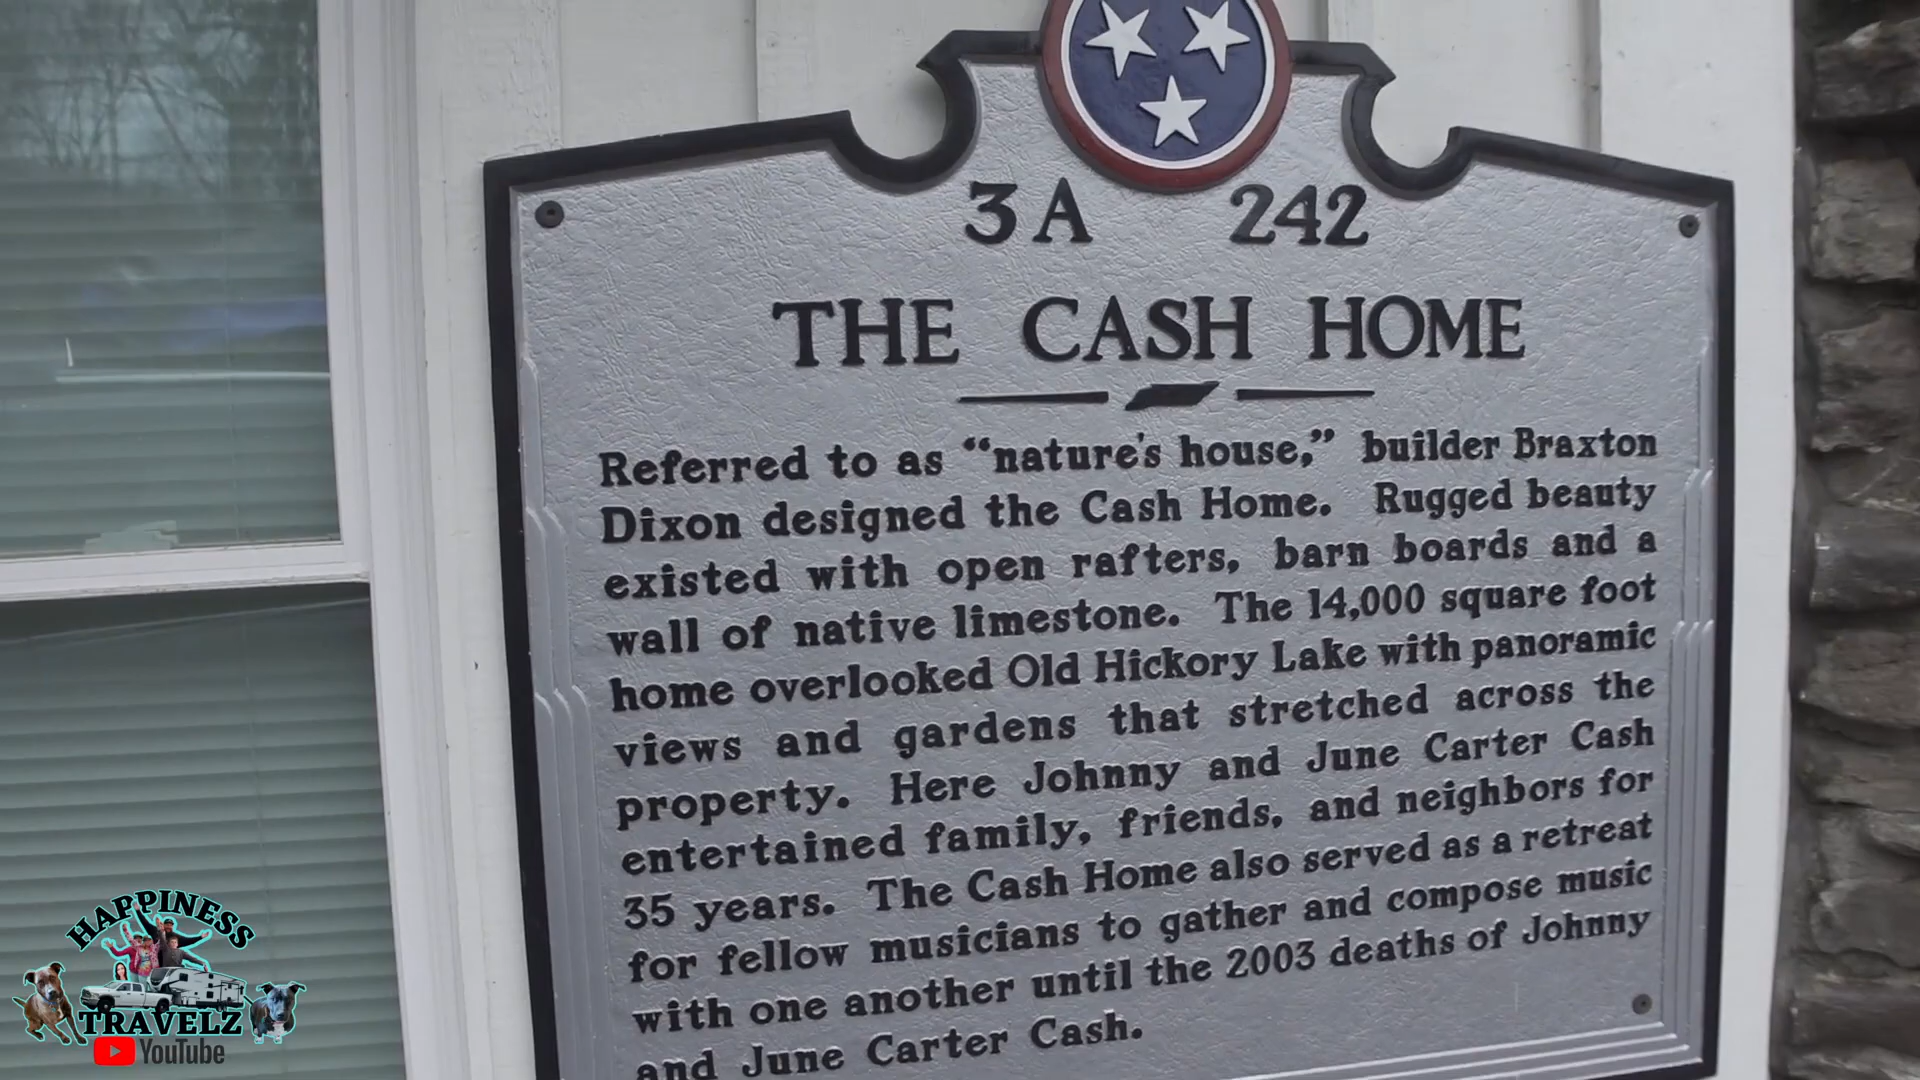 3A 242
THE CASH HOME
Referred to as “nature's house,” builder Braxton
Dixon designed the Cash Home. Rugged beauty
existed with open rafters, barn boards and a
wall of native limestone. The 14,000 square foot
home overlooked Old Hickory Lake with panoramic
views and gardens that stretched across the
property. Here Johnny and June Carter Cash
entertained family, friends, and neighbors for
35 years. The Cash Home also served as a retreat
for fellow musicians to gather and compose music
with one another until the 2003 deaths of Johnny
and June Carter Cash.
HAPPINESS
TRAVELZ
YouTube